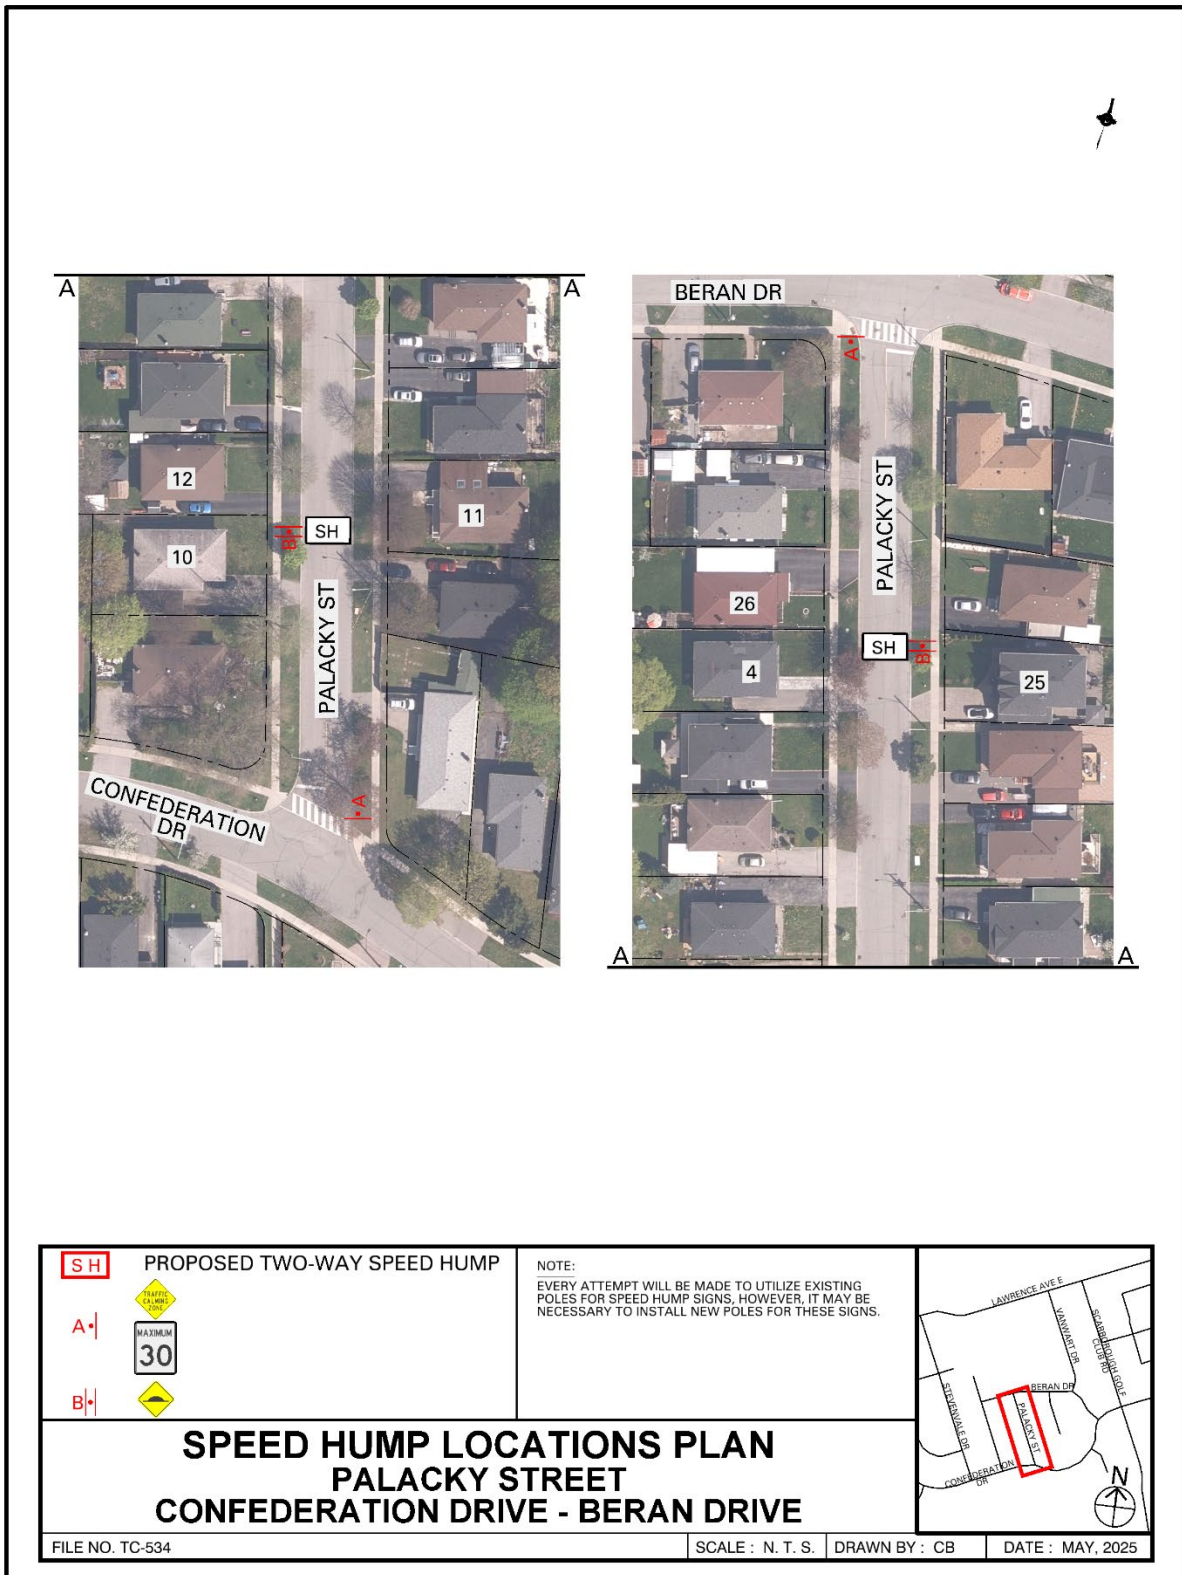 A
A
12
10
11
SH
B
PALACKY ST
CONFEDERATION
DR
A
BERAN DR
A
PALACKY ST
26
4
SH
B
25
A
A
SH
PROPOSED TWO-WAY SPEED HUMP
TRAFFIC
CALMING
ZONE
A
MAXIMUM
30
B
NOTE:
EVERY ATTEMPT WILL BE MADE TO UTILIZE EXISTING
POLES FOR SPEED HUMP SIGNS, HOWEVER, IT MAY BE
NECESSARY TO INSTALL NEW POLES FOR THESE SIGNS.
LAWRENCE AVE E
VANWART DR
SCARBOROUGH GOLF
CLUB RD
BERAN DR
STEVENVALE DR
PALACKY ST
CONFEDERATION
DR
N
SPEED HUMP LOCATIONS PLAN
PALACKY STREET
CONFEDERATION DRIVE - BERAN DRIVE
FILE NO. TC-534
SCALE : N. T. S.
DRAWN BY : CB
DATE : MAY, 2025